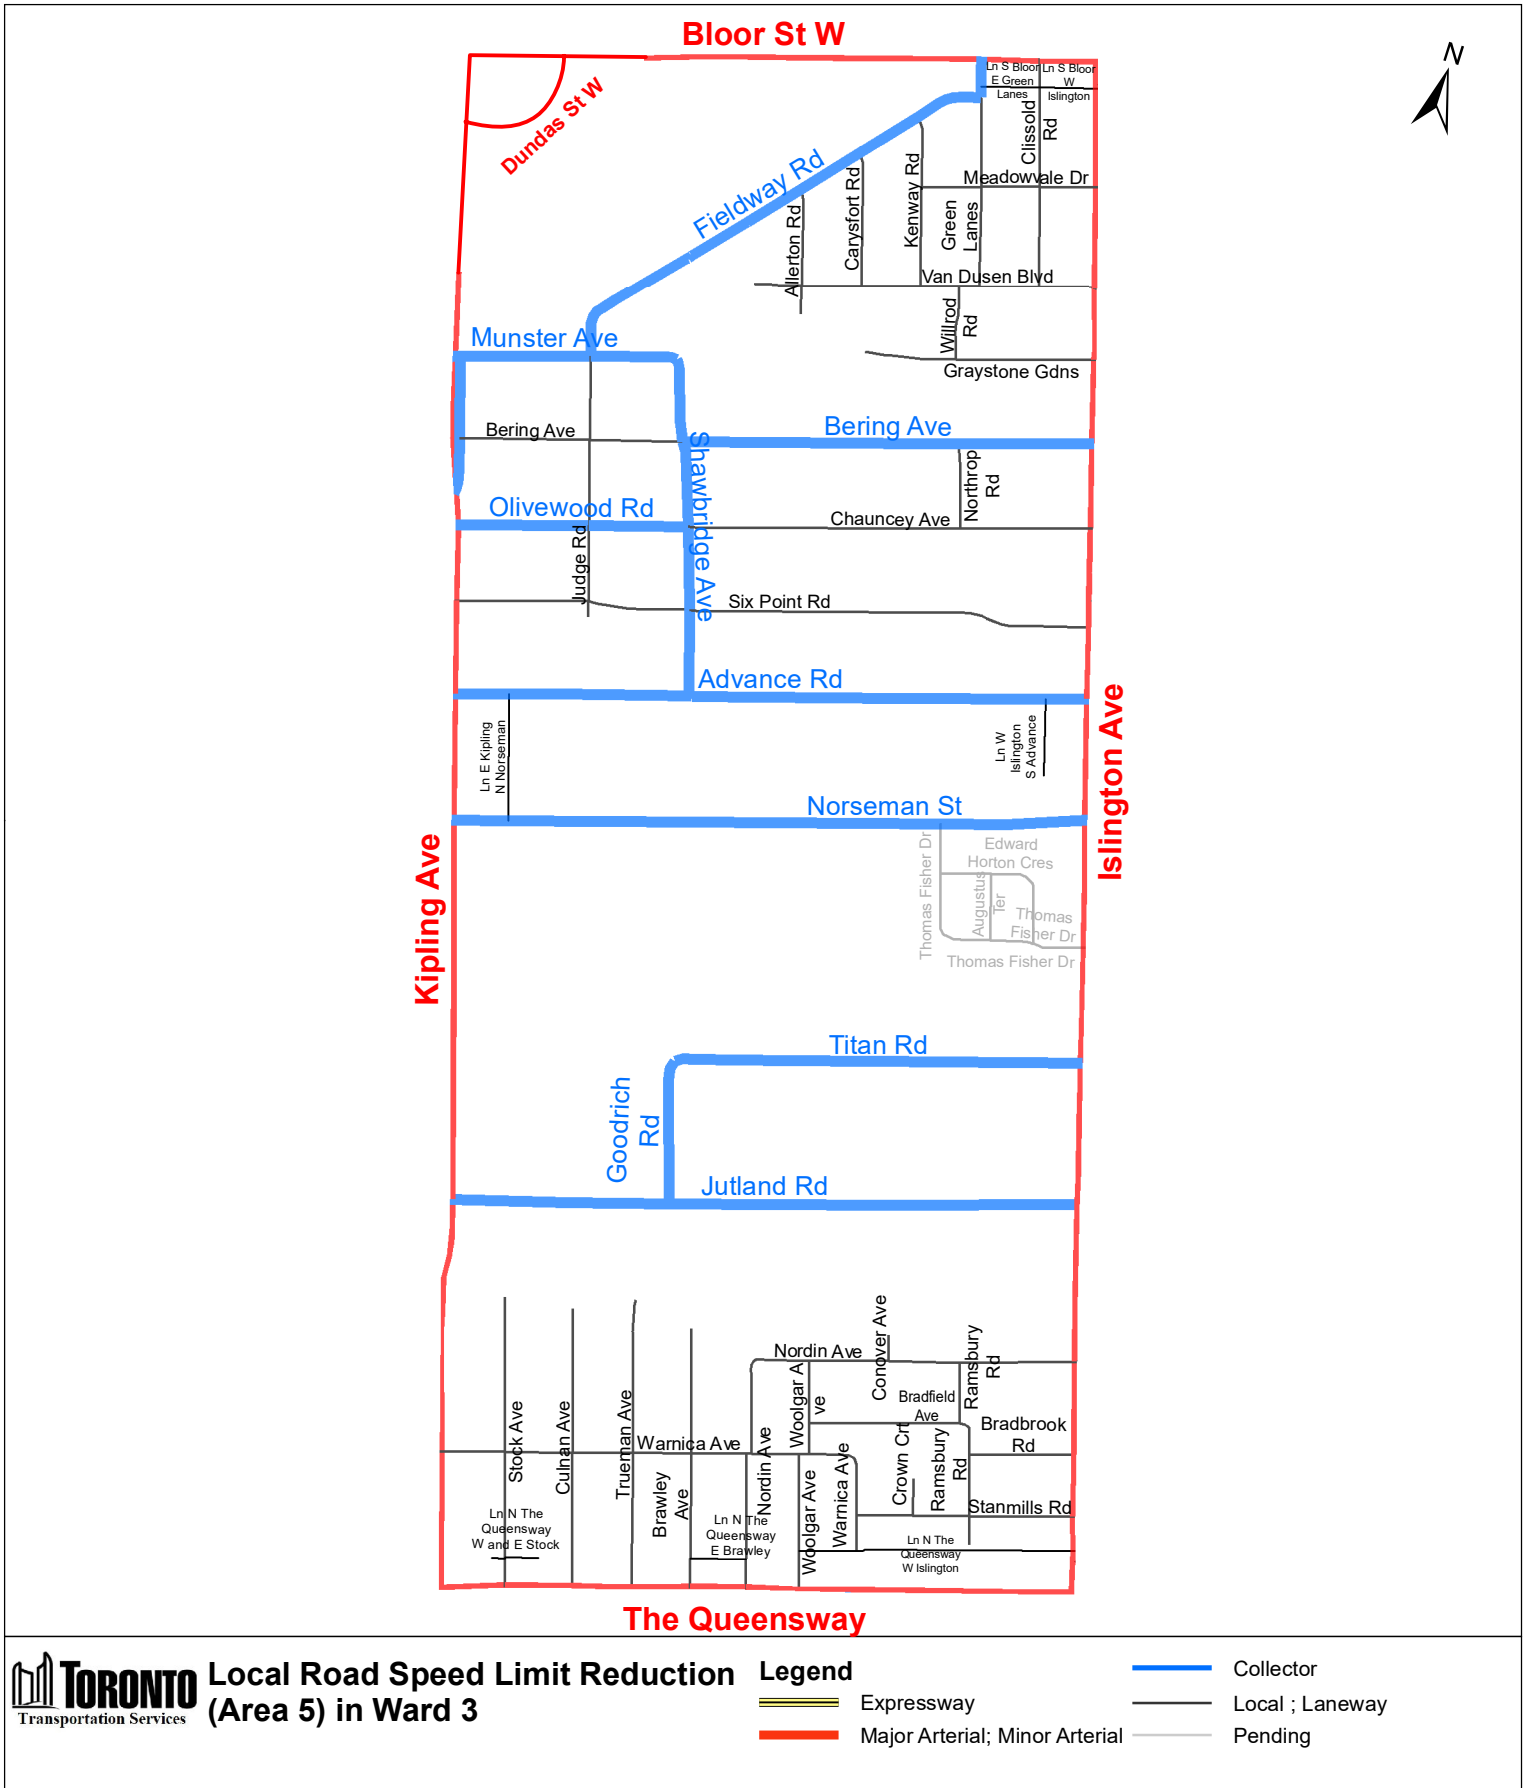 Bloor St W
N
Dundas St W
Ln S Bloor
E Green
Lanes
Ln S Bloor
W
Islington
Clissold
Rd
Fieldway Rd
Meadowvale Dr
Allerton Rd
Carysfort Rd
Kenway Rd
Green
Lanes
Van Dusen Blvd
Willrod
Rd
Munster Ave
Graystone Gdns
Bering Ave
Bering Ave
Shawbridge Ave
Northrop
Rd
Olivewood Rd
Chauncey Ave
Judge Rd
Six Point Rd
Advance Rd
Ln E Kipling
N Norseman
Ln W
Islington
S Advance
Islington Ave
Norseman St
Kipling Ave
Thomas Fisher Dr
Edward
Horton Cres
Augustus
Ter
Thomas
Fisher Dr
Thomas Fisher Dr
Titan Rd
Goodrich
Rd
Jutland Rd
Nordin Ave
Conover Ave
Ramsbury
Rd
Woolgar A
ve
Bradfield
Ave
Stock Ave
Culnan Ave
Trueman Ave
Warnica Ave
Bradbrook
Rd
Brawley
Ave
Nordin Ave
Woolgar Ave
Warnica Ave
Crown Crt
Ramsbury
Rd
Stanmills Rd
Ln N The
Queensway
W and E Stock
Ln N The
Queensway
E Brawley
Ln N The
Queensway
W Islington
The Queensway
TORONTO
Transportation Services
Local Road Speed Limit Reduction
(Area 5) in Ward 3
Legend
Expressway
Major Arterial; Minor Arterial
Collector
Local ; Laneway
Pending